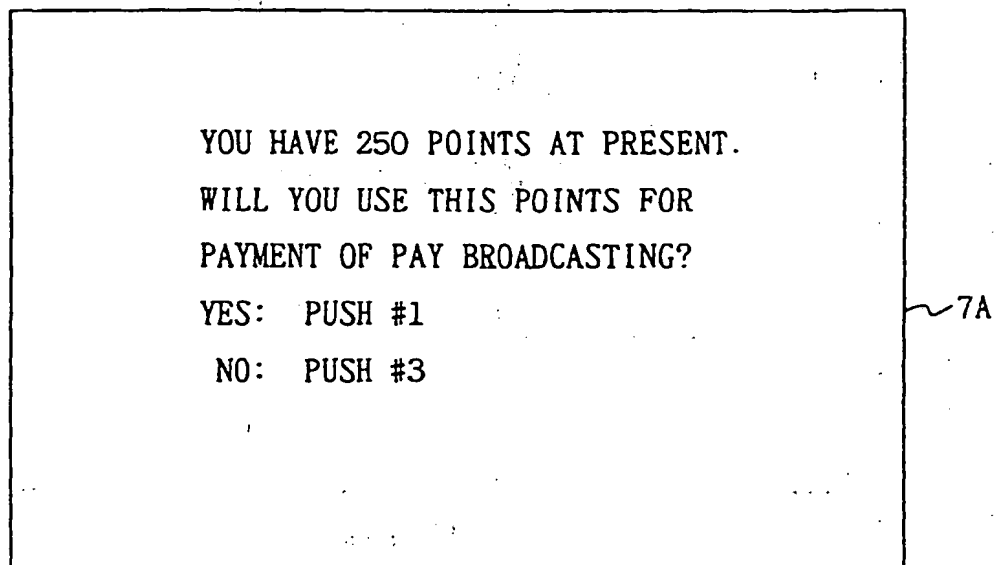 YOU HAVE 250 POINTS AT PRESENT.
WILL YOU USE THIS POINTS FOR
PAYMENT OF PAY BROADCASTING?
YES: PUSH #1
NO: PUSH #3
7A